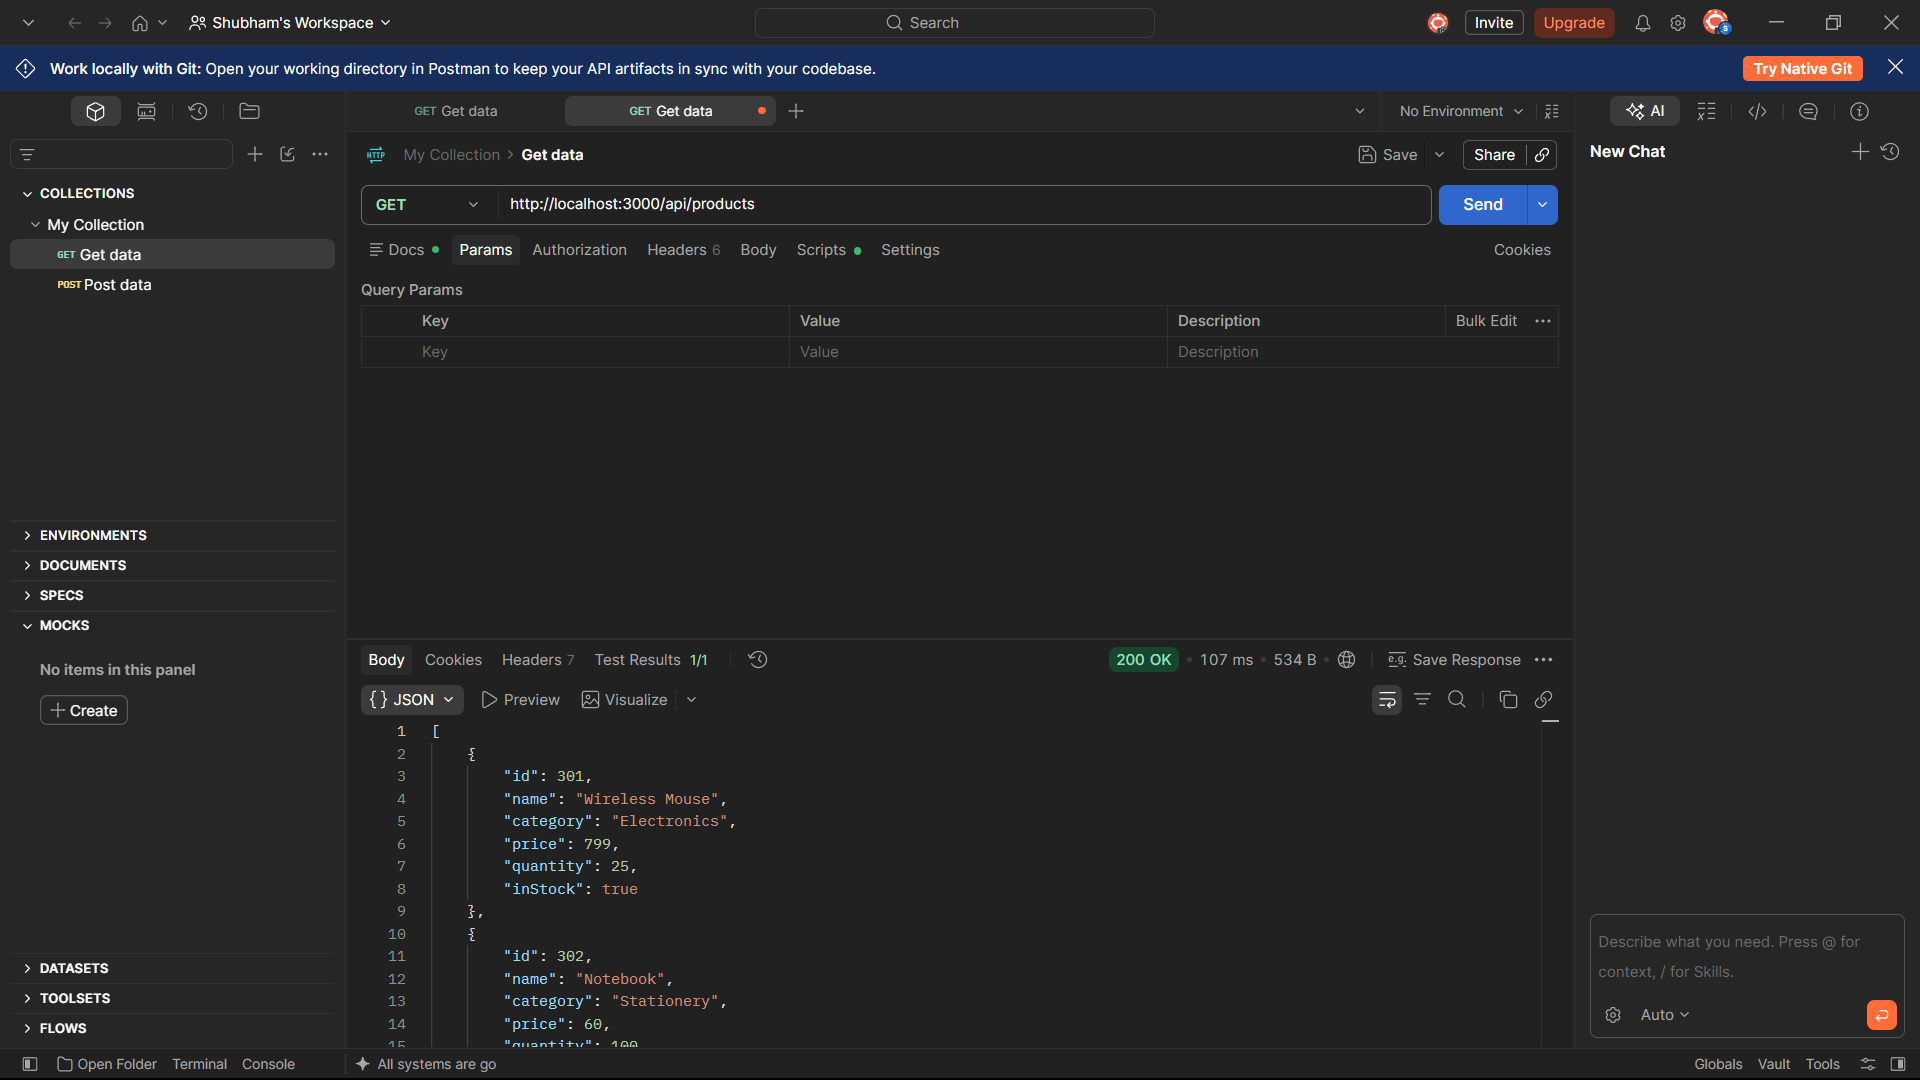 Shubham's Workspace
Search
Invite
Upgrade
Work locally with Git: Open your working directory in Postman to keep your API artifacts in sync with your codebase.
Try Native Git
GET Get data
GET Get data
No Environment
AI
My Collection > Get data
Save
Share
New Chat
COLLECTIONS
My Collection
GET Get data
POST Post data
GET
http://localhost:3000/api/products
Send
Docs
Params
Authorization
Headers 6
Body
Scripts
Settings
Cookies
Query Params
Key Value Description Bulk Edit
Key Value Description
ENVIRONMENTS
DOCUMENTS
SPECS
MOCKS
No items in this panel
Create
DATASETS
TOOLSETS
FLOWS
Body Cookies Headers 7 Test Results 1/1
200 OK • 107 ms • 534 B
e.g. Save Response
{} JSON
Preview
Visualize
1 [
2 {
3 "id": 301,
4 "name": "Wireless Mouse",
5 "category": "Electronics",
6 "price": 799,
7 "quantity": 25,
8 "inStock": true
9 },
10 {
11 "id": 302,
12 "name": "Notebook",
13 "category": "Stationery",
14 "price": 60,
15 "quantity": 100
Describe what you need. Press @ for
context, / for Skills.
Auto
Open Folder Terminal Console
All systems are go
Globals Vault Tools